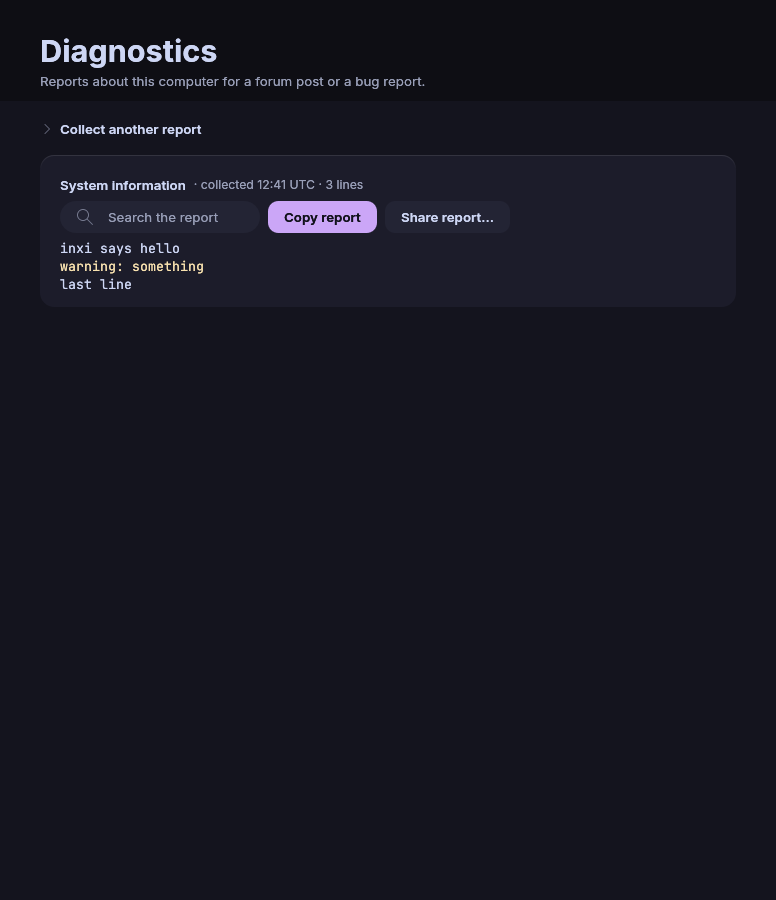 Diagnostics
Reports about this computer for a forum post or a bug report.
Collect another report
System information · collected 12:41 UTC · 3 lines
Search the report Copy report Share report...
inxi says hello
warning: something
last line